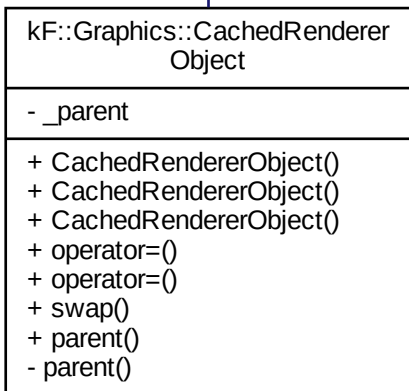 kF::Graphics::CachedRenderer
Object
- _parent
+ CachedRendererObject()
+ CachedRendererObject()
+ CachedRendererObject()
+ operator=()
+ operator=()
+ swap()
+ parent()
- parent()